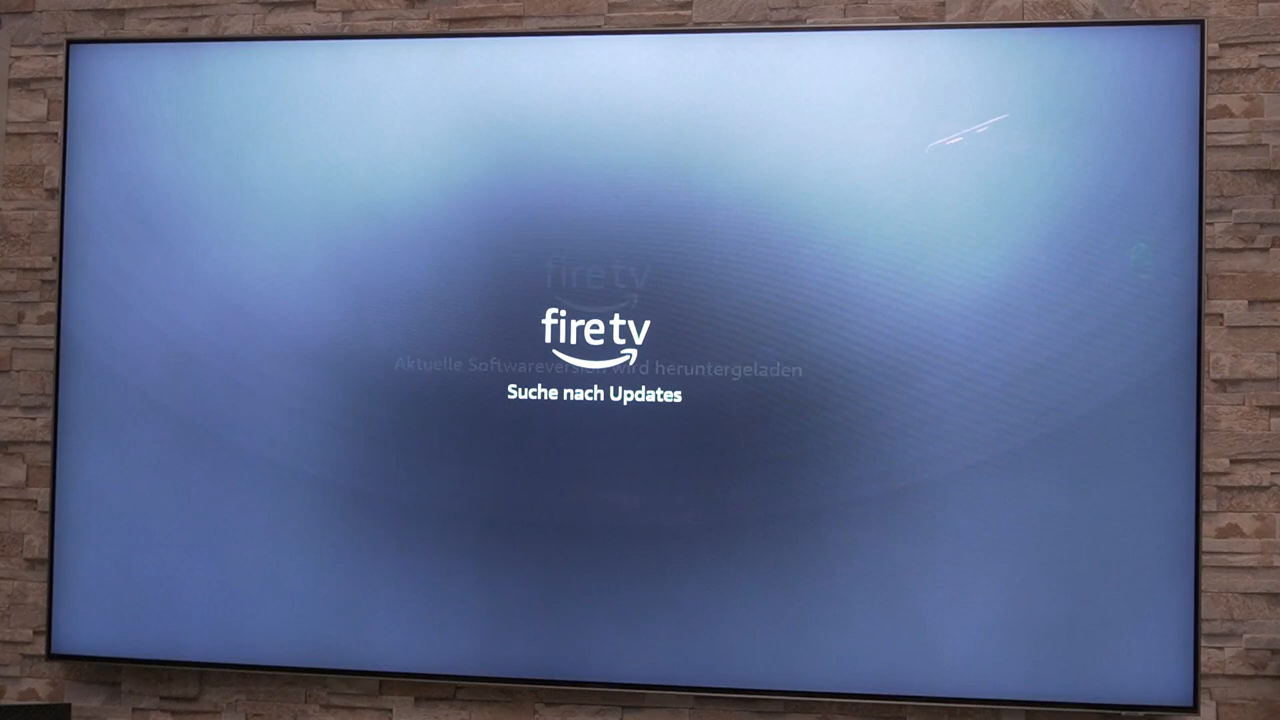 fire tv
fire tv
Aktuelle Softwareversion wird heruntergeladen
Suche nach Updates